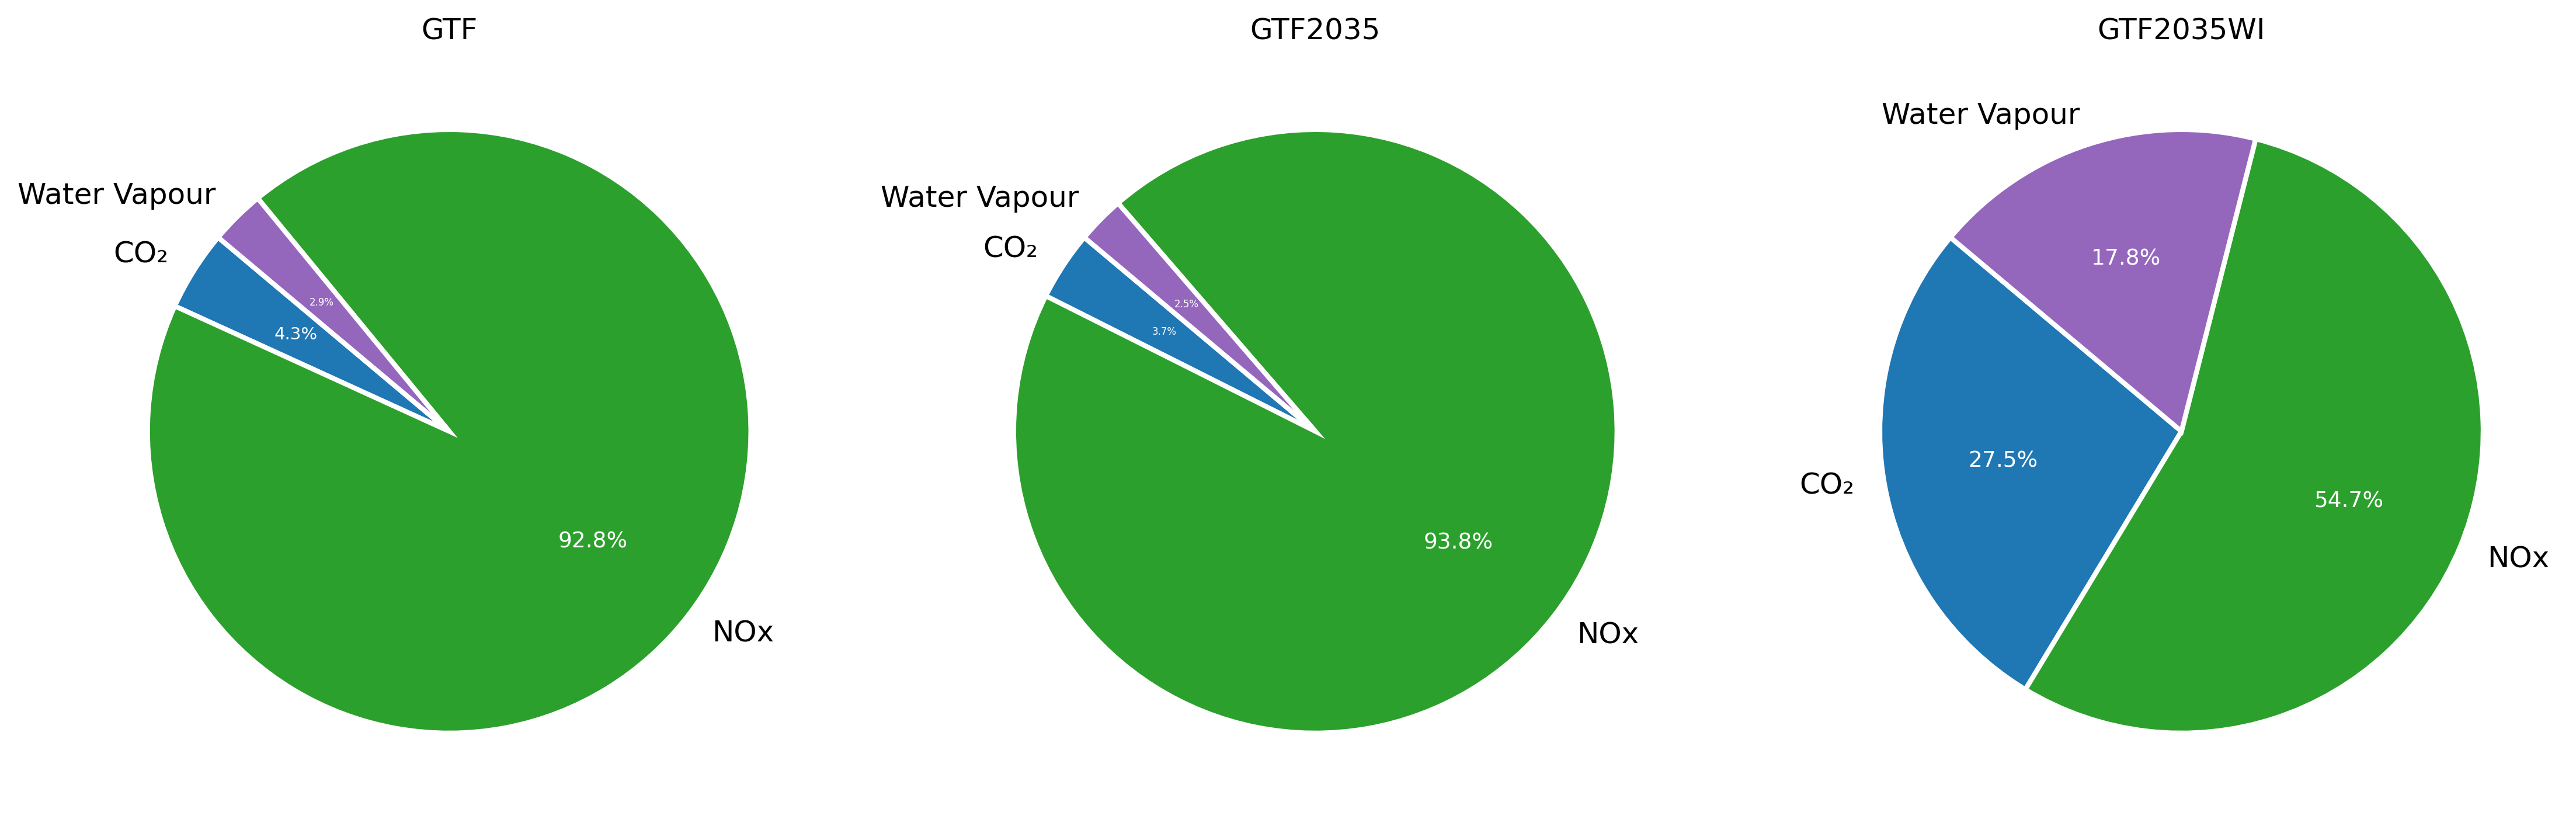 GTF
Water Vapour
CO₂
2.9%
4.3%
92.8%
NOx
GTF2035
Water Vapour
CO₂
2.5%
3.7%
93.8%
NOx
GTF2035WI
Water Vapour
17.8%
27.5%
CO₂
54.7%
NOx